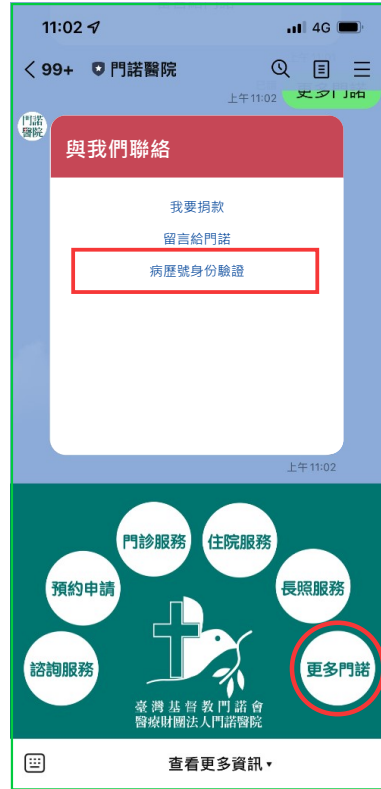 11:02
4G
99+
門諾醫院
上午11:02
更多門諾
門諾
醫院
與我們聯絡
我要捐款
留言給門諾
病歷號身份驗證
上午11:02
門診服務
住院服務
預約申請
長照服務
諮詢服務
更多門諾
臺灣基督教門諾會
醫療財團法人門諾醫院
查看更多資訊▾